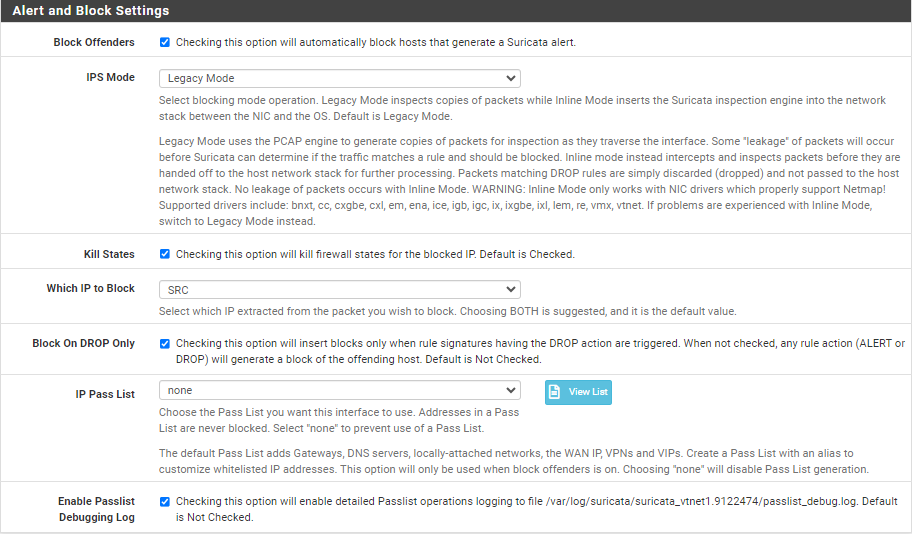 Alert and Block Settings
Block Offenders
Checking this option will automatically block hosts that generate a Suricata alert.
IPS Mode
Legacy Mode
Select blocking mode operation. Legacy Mode inspects copies of packets while Inline Mode inserts the Suricata inspection engine into the network
stack between the NIC and the OS. Default is Legacy Mode.
Legacy Mode uses the PCAP engine to generate copies of packets for inspection as they traverse the interface. Some "leakage" of packets will occur
before Suricata can determine if the traffic matches a rule and should be blocked. Inline mode instead intercepts and inspects packets before they are
handed off to the host network stack for further processing. Packets matching DROP rules are simply discarded (dropped) and not passed to the host
network stack. No leakage of packets occurs with Inline Mode. WARNING: Inline Mode only works with NIC drivers which properly support Netmap!
Supported drivers include: bnxt, cc, cxgbe, cxl, em, ena, ice, igb, igc, ix, ixgbe, ixl, lem, re, vmx, vtnet. If problems are experienced with Inline Mode,
switch to Legacy Mode instead.
Kill States
Checking this option will kill firewall states for the blocked IP. Default is Checked.
Which IP to Block
SRC
Select which IP extracted from the packet you wish to block. Choosing BOTH is suggested, and it is the default value.
Block On DROP Only
Checking this option will insert blocks only when rule signatures having the DROP action are triggered. When not checked, any rule action (ALERT or
DROP) will generate a block of the offending host. Default is Not Checked.
IP Pass List
none
View List
Choose the Pass List you want this interface to use. Addresses in a Pass
List are never blocked. Select "none" to prevent use of a Pass List.
The default Pass List adds Gateways, DNS servers, locally-attached networks, the WAN IP, VPNs and VIPs. Create a Pass List with an alias to
customize whitelisted IP addresses. This option will only be used when block offenders is on. Choosing "none" will disable Pass List generation.
Enable Passlist
Debugging Log
Checking this option will enable detailed Passlist operations logging to file /var/log/suricata/suricata_vtnet1.9122474/passlist_debug.log. Default
is Not Checked.